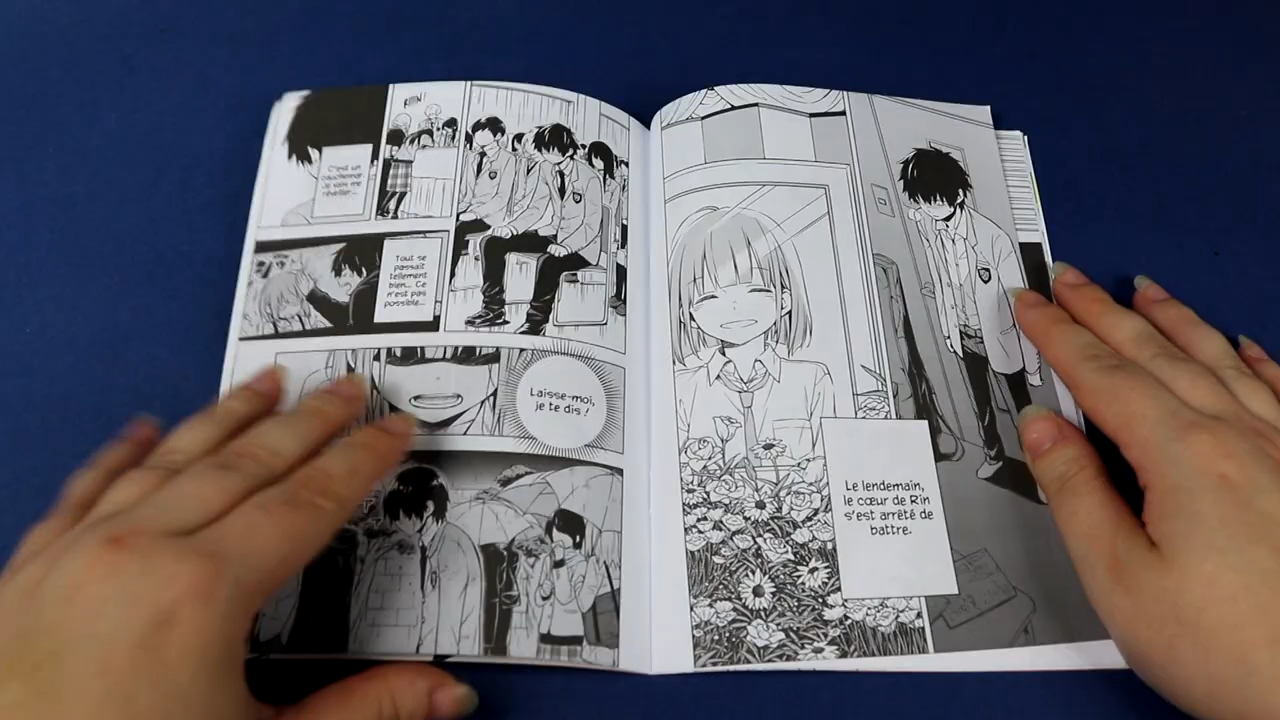 C'est un
cauchemar.
Je vais me
réveiller...
RIIIN!
Tout se
passait
tellement
bien... Ce
n'est pas
possible...
Laisse-moi,
je te dis !
Le lendemain,
le cœur de Rin
s'est arrêté de
battre.